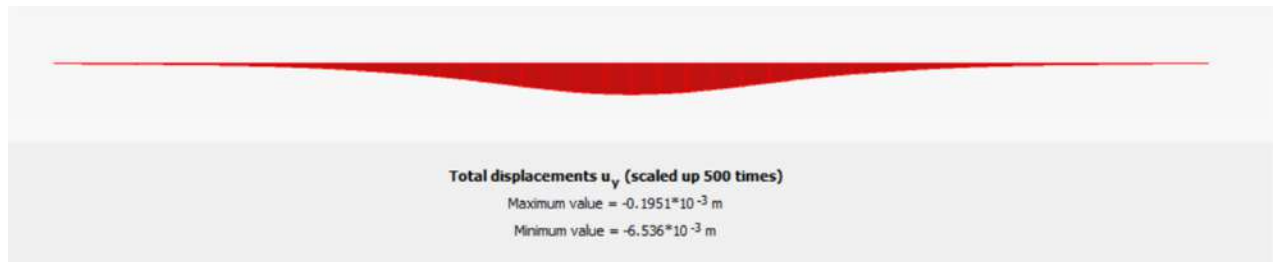 Total displacements uy (scaled up 500 times)
Maximum value = -0.1951*10 -3 m
Minimum value = -6.536*10 -3 m